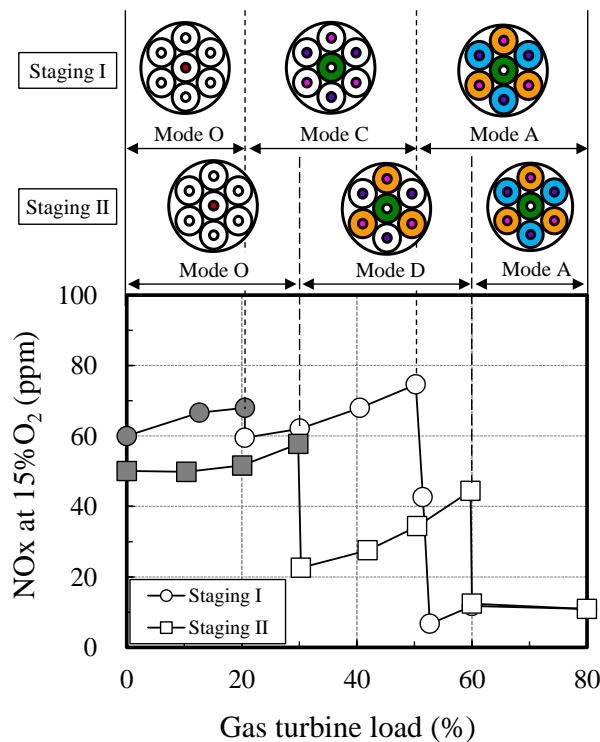 Staging I
Mode O
Mode C
Mode A
Staging II
Mode O
Mode D
Mode A
NOx at 15%O2 (ppm)
100
80
60
40
20
0
Staging I
Staging II
0 20 40 60 80
Gas turbine load (%)